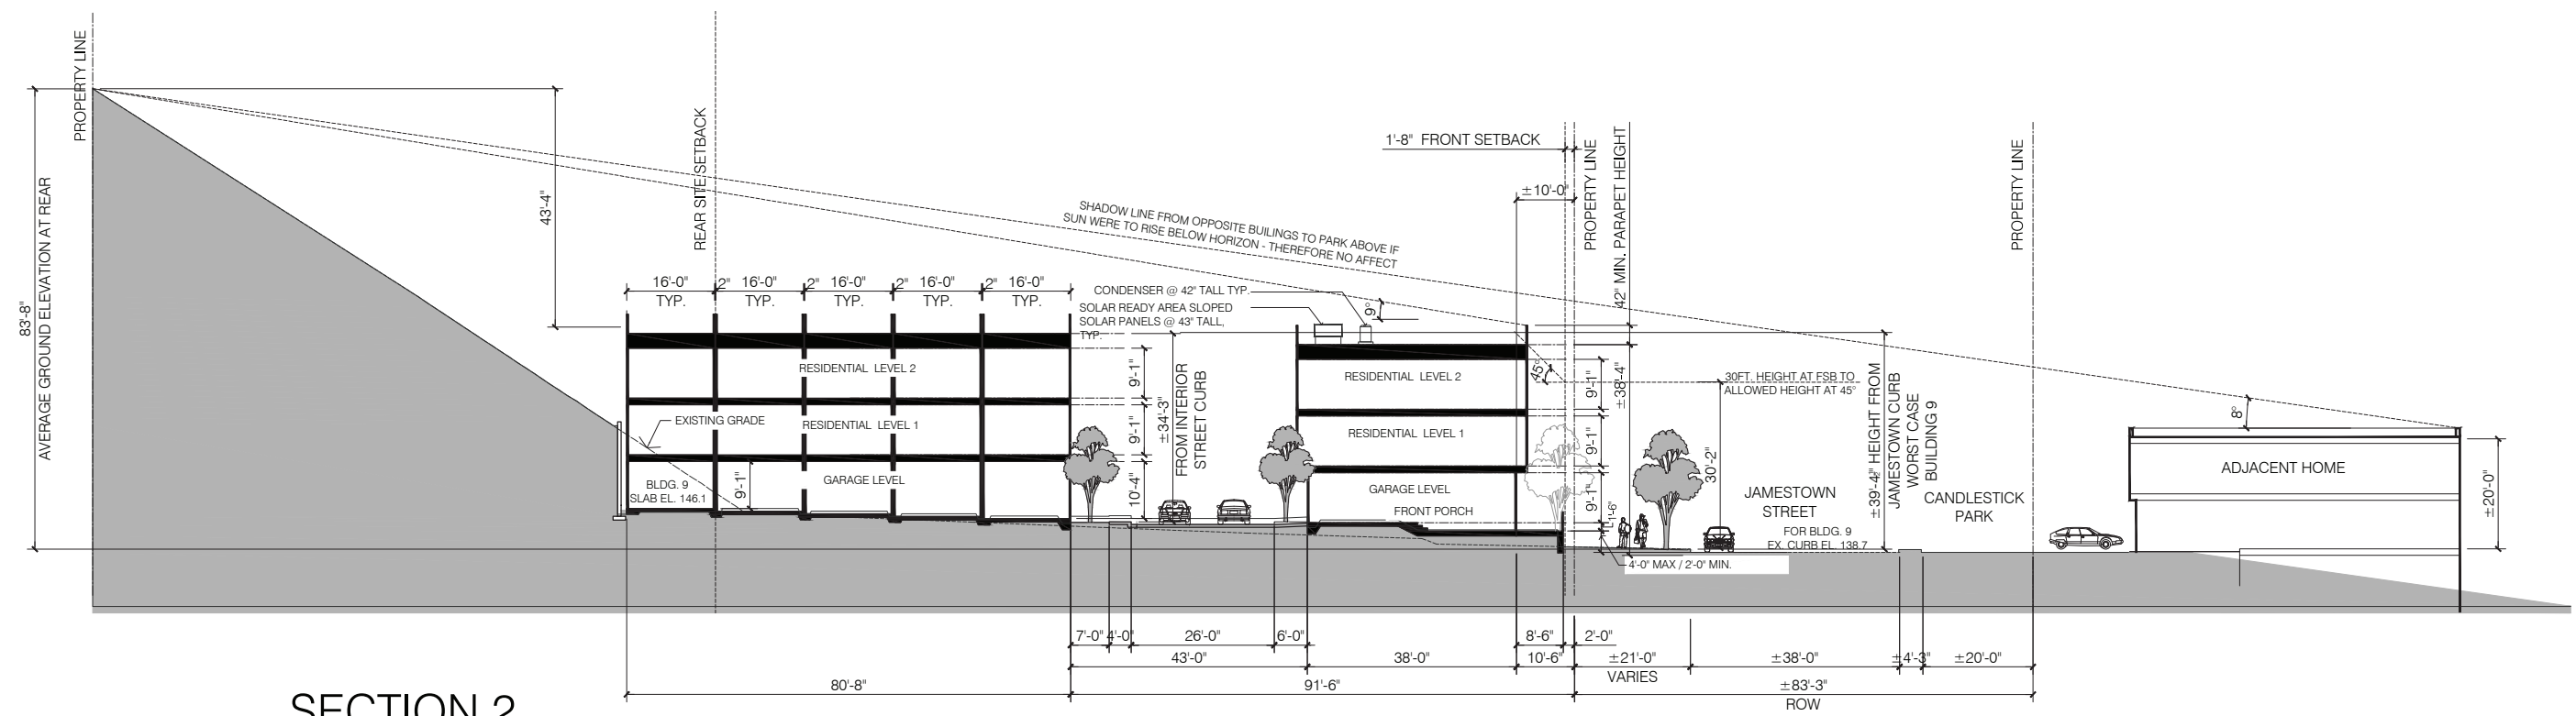 PROPERTY LINE
83'-8"
AVERAGE GROUND ELEVATION AT REAR
43'-4"
REAR SITE SETBACK
16'-0"
TYP.
2"
16'-0"
TYP.
2"
16'-0"
TYP.
2"
16'-0"
TYP.
2"
16'-0"
TYP.
RESIDENTIAL LEVEL 2
EXISTING GRADE
RESIDENTIAL LEVEL 1
BLDG. 9
SLAB EL. 146.1
9'-1"
GARAGE LEVEL
SHADOW LINE FROM OPPOSITE BUILINGS TO PARK ABOVE IF
SUN WERE TO RISE BELOW HORIZON - THEREFORE NO AFFECT
CONDENSER @ 42" TALL TYP.
SOLAR READY AREA SLOPED
SOLAR PANELS @ 43" TALL,
TYP.
9°
9'-1"
9'-1"
10'-4"
±34'-3"
FROM INTERIOR
STREET CURB
1'-8" FRONT SETBACK
±10'-0"
PROPERTY LINE
42" MIN. PARAPET HEIGHT
RESIDENTIAL LEVEL 2
RESIDENTIAL LEVEL 1
GARAGE LEVEL
FRONT PORCH
45°
9'-1"
9'-1"
9'-1"
1'-6"
±38'-4"
30FT. HEIGHT AT FSB TO
ALLOWED HEIGHT AT 45°
30'-2"
4'-0" MAX / 2'-0" MIN.
JAMESTOWN
STREET
FOR BLDG. 9
EX. CURB EL. 138.7
±39'-4" HEIGHT FROM
JAMESTOWN CURB
WORST CASE
BUILDING 9
CANDLESTICK
PARK
PROPERTY LINE
8°
ADJACENT HOME
±20'-0"
7'-0"
4'-0"
26'-0"
6'-0"
8'-6"
2'-0"
43'-0"
38'-0"
10'-6"
±21'-0"
VARIES
±38'-0"
±4'-3"
±20'-0"
80'-8"
91'-6"
±83'-3"
ROW
SECTION 2